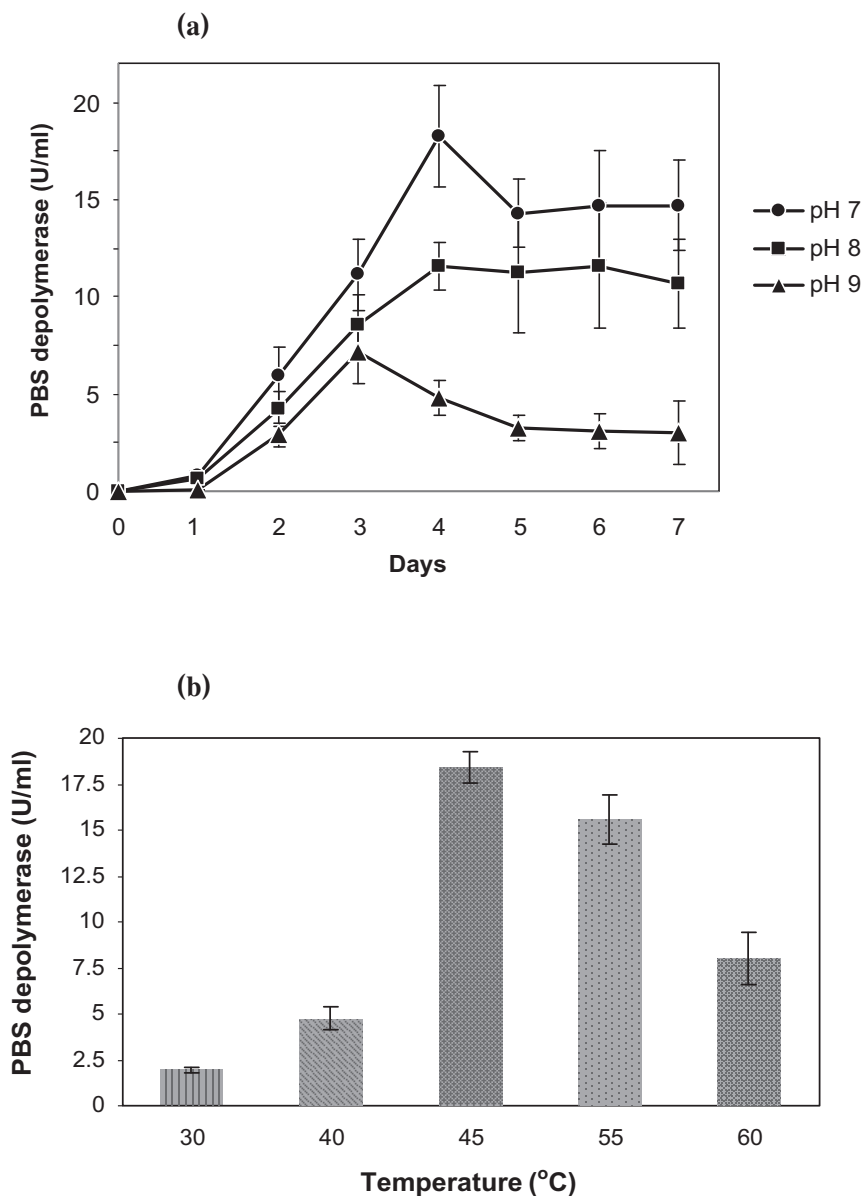 (a)
PBS depolymerase (U/ml)
20
15
10
5
0
0 1 2 3 4 5 6 7
Days
pH 7
pH 8
pH 9
(b)
PBS depolymerase (U/ml)
20
17.5
15
12.5
10
7.5
5
2.5
0
30 40 45 55 60
Temperature (°C)